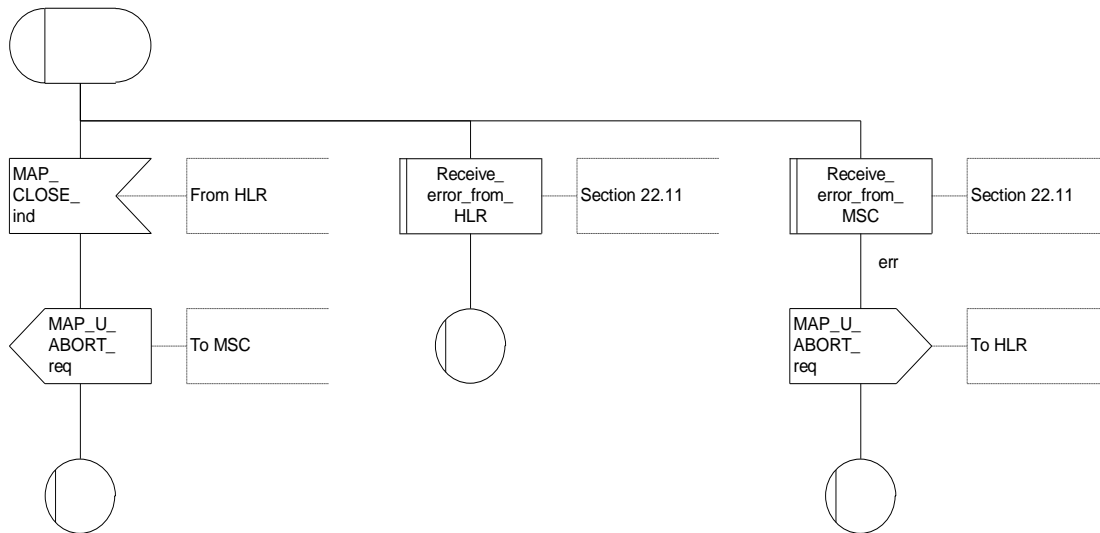 MAP_
CLOSE_
ind
From HLR
Receive_
error_from_
HLR
Section 22.11
Receive_
error_from_
MSC
Section 22.11
err
MAP_U_
ABORT_
req
To MSC
MAP_U_
ABORT_
req
To HLR